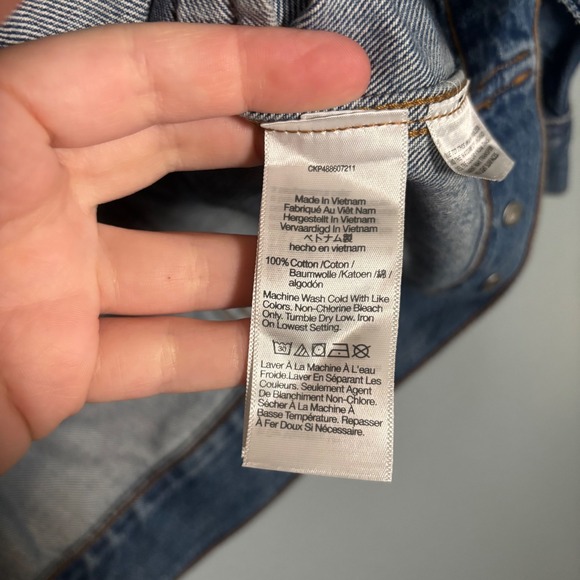 CKP488607211
Made In Vietnam
Fabriqué Au Viêt Nam
Hergestellt In Vietnam
Vervaardigd In Vietnam
ベトナム製
hecho en vietnam
100% Cotton /Coton /
Baumwolle /Katoen /綿 /
algodón
Machine Wash Cold With Like
Colors. Non-Chlorine Bleach
Only. Tumble Dry Low. Iron
On Lowest Setting.
30
Laver À La Machine À L'eau
Froide.Laver En Séparant Les
Couleurs. Seulement Agent
De Blanchiment Non-Chlore.
Sécher À La Machine À
Basse Température. Repasser
À Fer Doux Si Nécessaire.